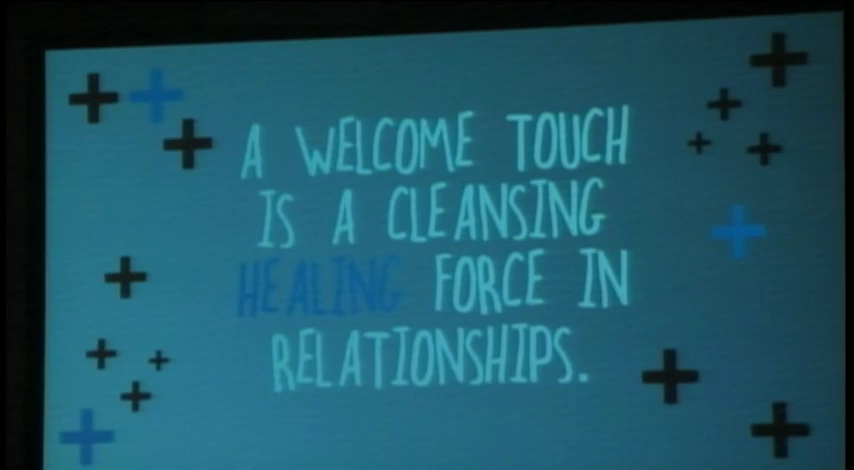 A WELCOME TOUCH
IS A CLEANSING
HEALING FORCE IN
RELATIONSHIPS.